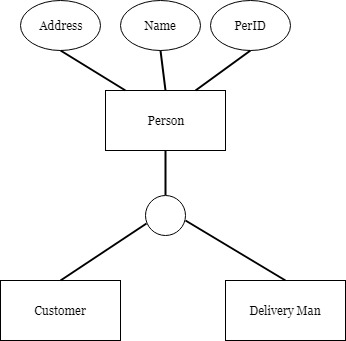 Address
Name
PerID
Person
Customer
Delivery Man